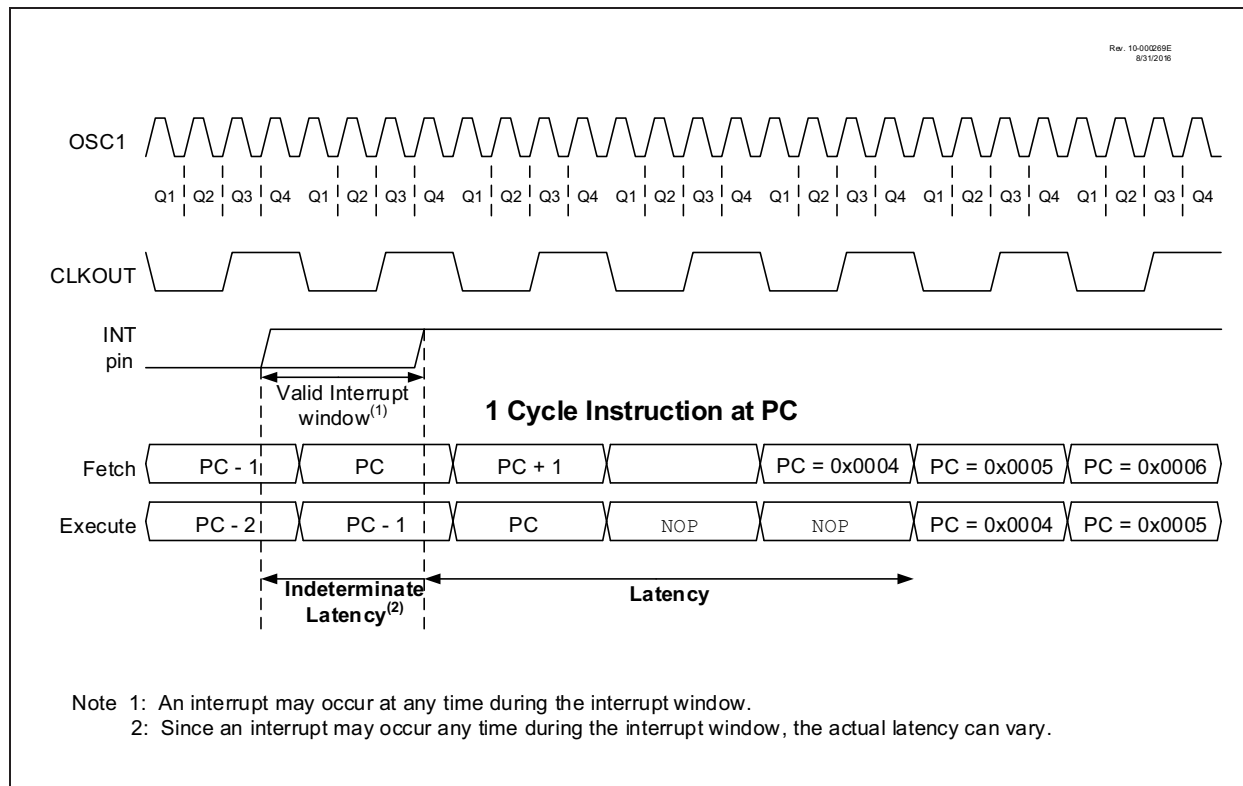 Rev. 10-000269E
8/31/2016
OSC1
Q1 Q2 Q3 Q4 Q1 Q2 Q3 Q4 Q1 Q2 Q3 Q4 Q1 Q2 Q3 Q4 Q1 Q2 Q3 Q4 Q1 Q2 Q3 Q4 Q1 Q2 Q3 Q4
CLKOUT
INT
pin
Valid Interrupt
window(1)
1 Cycle Instruction at PC
Fetch PC - 1 PC PC + 1 PC = 0x0004 PC = 0x0005 PC = 0x0006
Execute PC - 2 PC - 1 PC NOP NOP PC = 0x0004 PC = 0x0005
Indeterminate
Latency(2)
Latency
Note 1: An interrupt may occur at any time during the interrupt window.
2: Since an interrupt may occur any time during the interrupt window, the actual latency can vary.